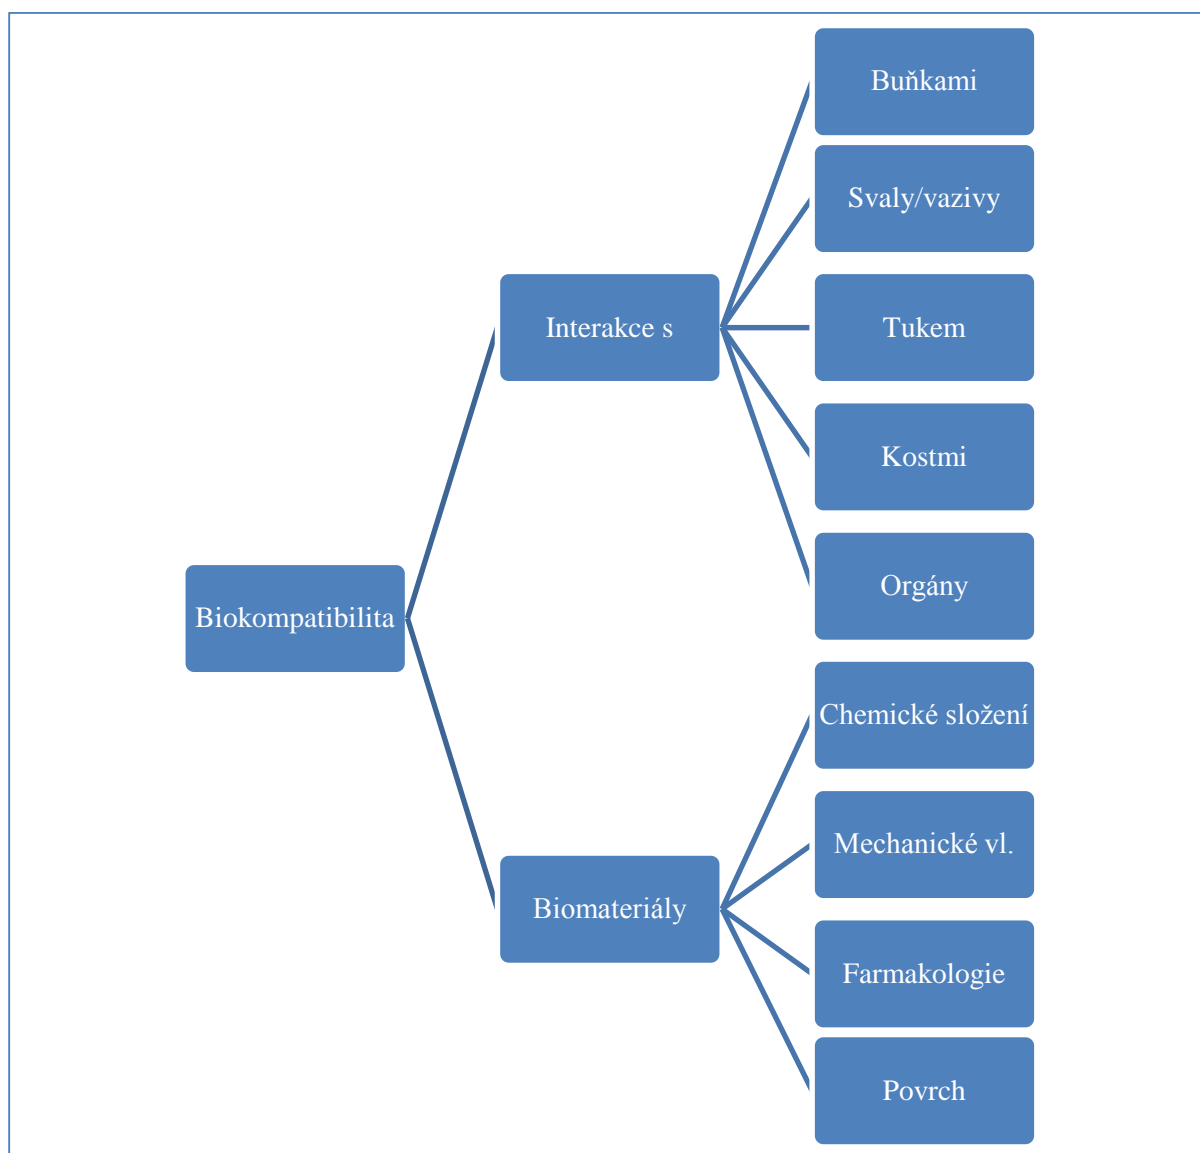 Biokompatibilita
Interakce s
Buňkami
Svaly/vazivy
Tukem
Kostmi
Orgány
Biomateriály
Chemické složení
Mechanické vl.
Farmakologie
Povrch